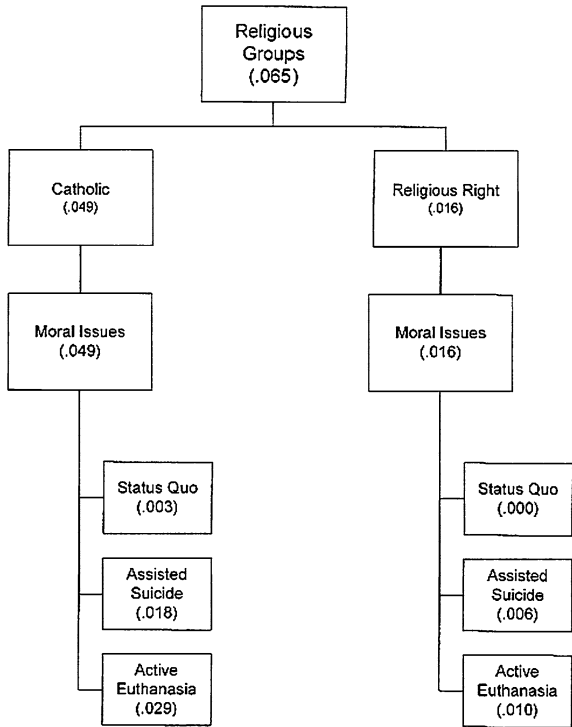 Religious
Groups
(.065)
Catholic
(.049)
Religious Right
(.016)
Moral Issues
(.049)
Moral Issues
(.016)
Status Quo
(.003)
Status Quo
(.000)
Assisted
Suicide
(.018)
Assisted
Suicide
(.006)
Active
Euthanasia
(.029)
Active
Euthanasia
(.010)